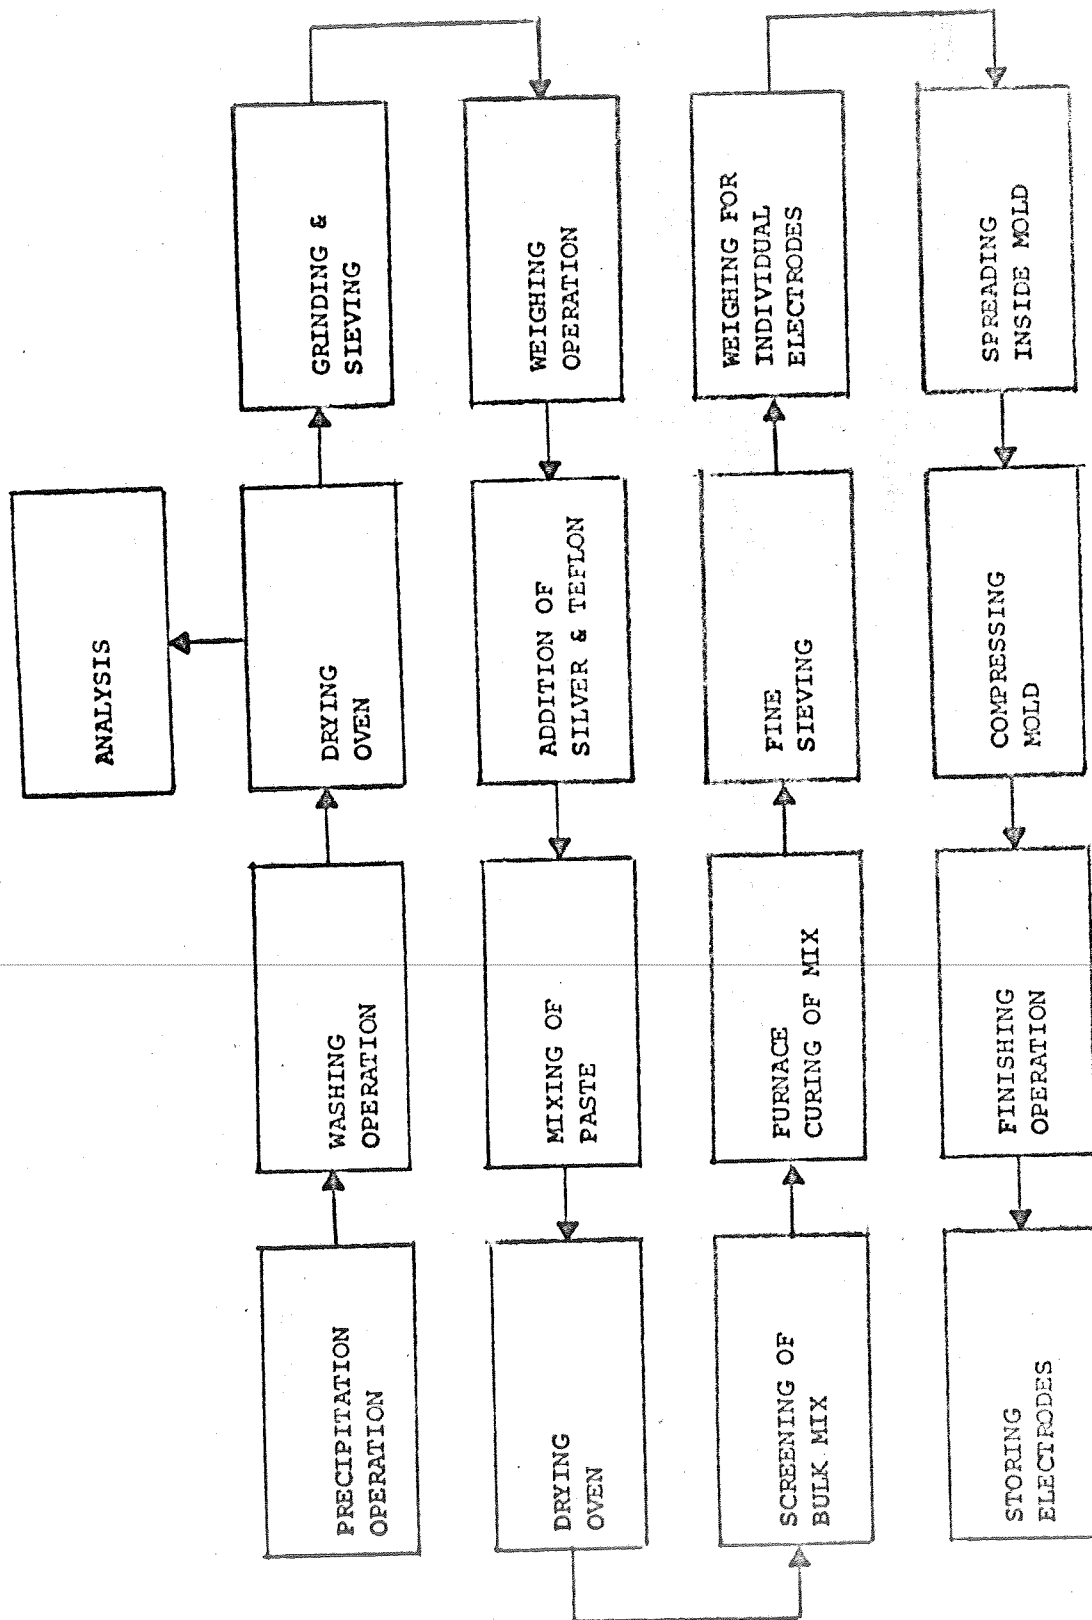 ANALYSIS
PRECIPITATION
OPERATION
WASHING
OPERATION
DRYING
OVEN
GRINDING &
SIEVING
WEIGHING
OPERATION
ADDITION OF
SILVER & TEFLON
MIXING OF
PASTE
DRYING
OVEN
SCREENING OF
BULK MIX
FURNACE
CURING OF MIX
FINE
SIEVING
WEIGHING FOR
INDIVIDUAL
ELECTRODES
SPREADING
INSIDE MOLD
COMPRESSING
MOLD
FINISHING
OPERATION
STORING
ELECTRODES